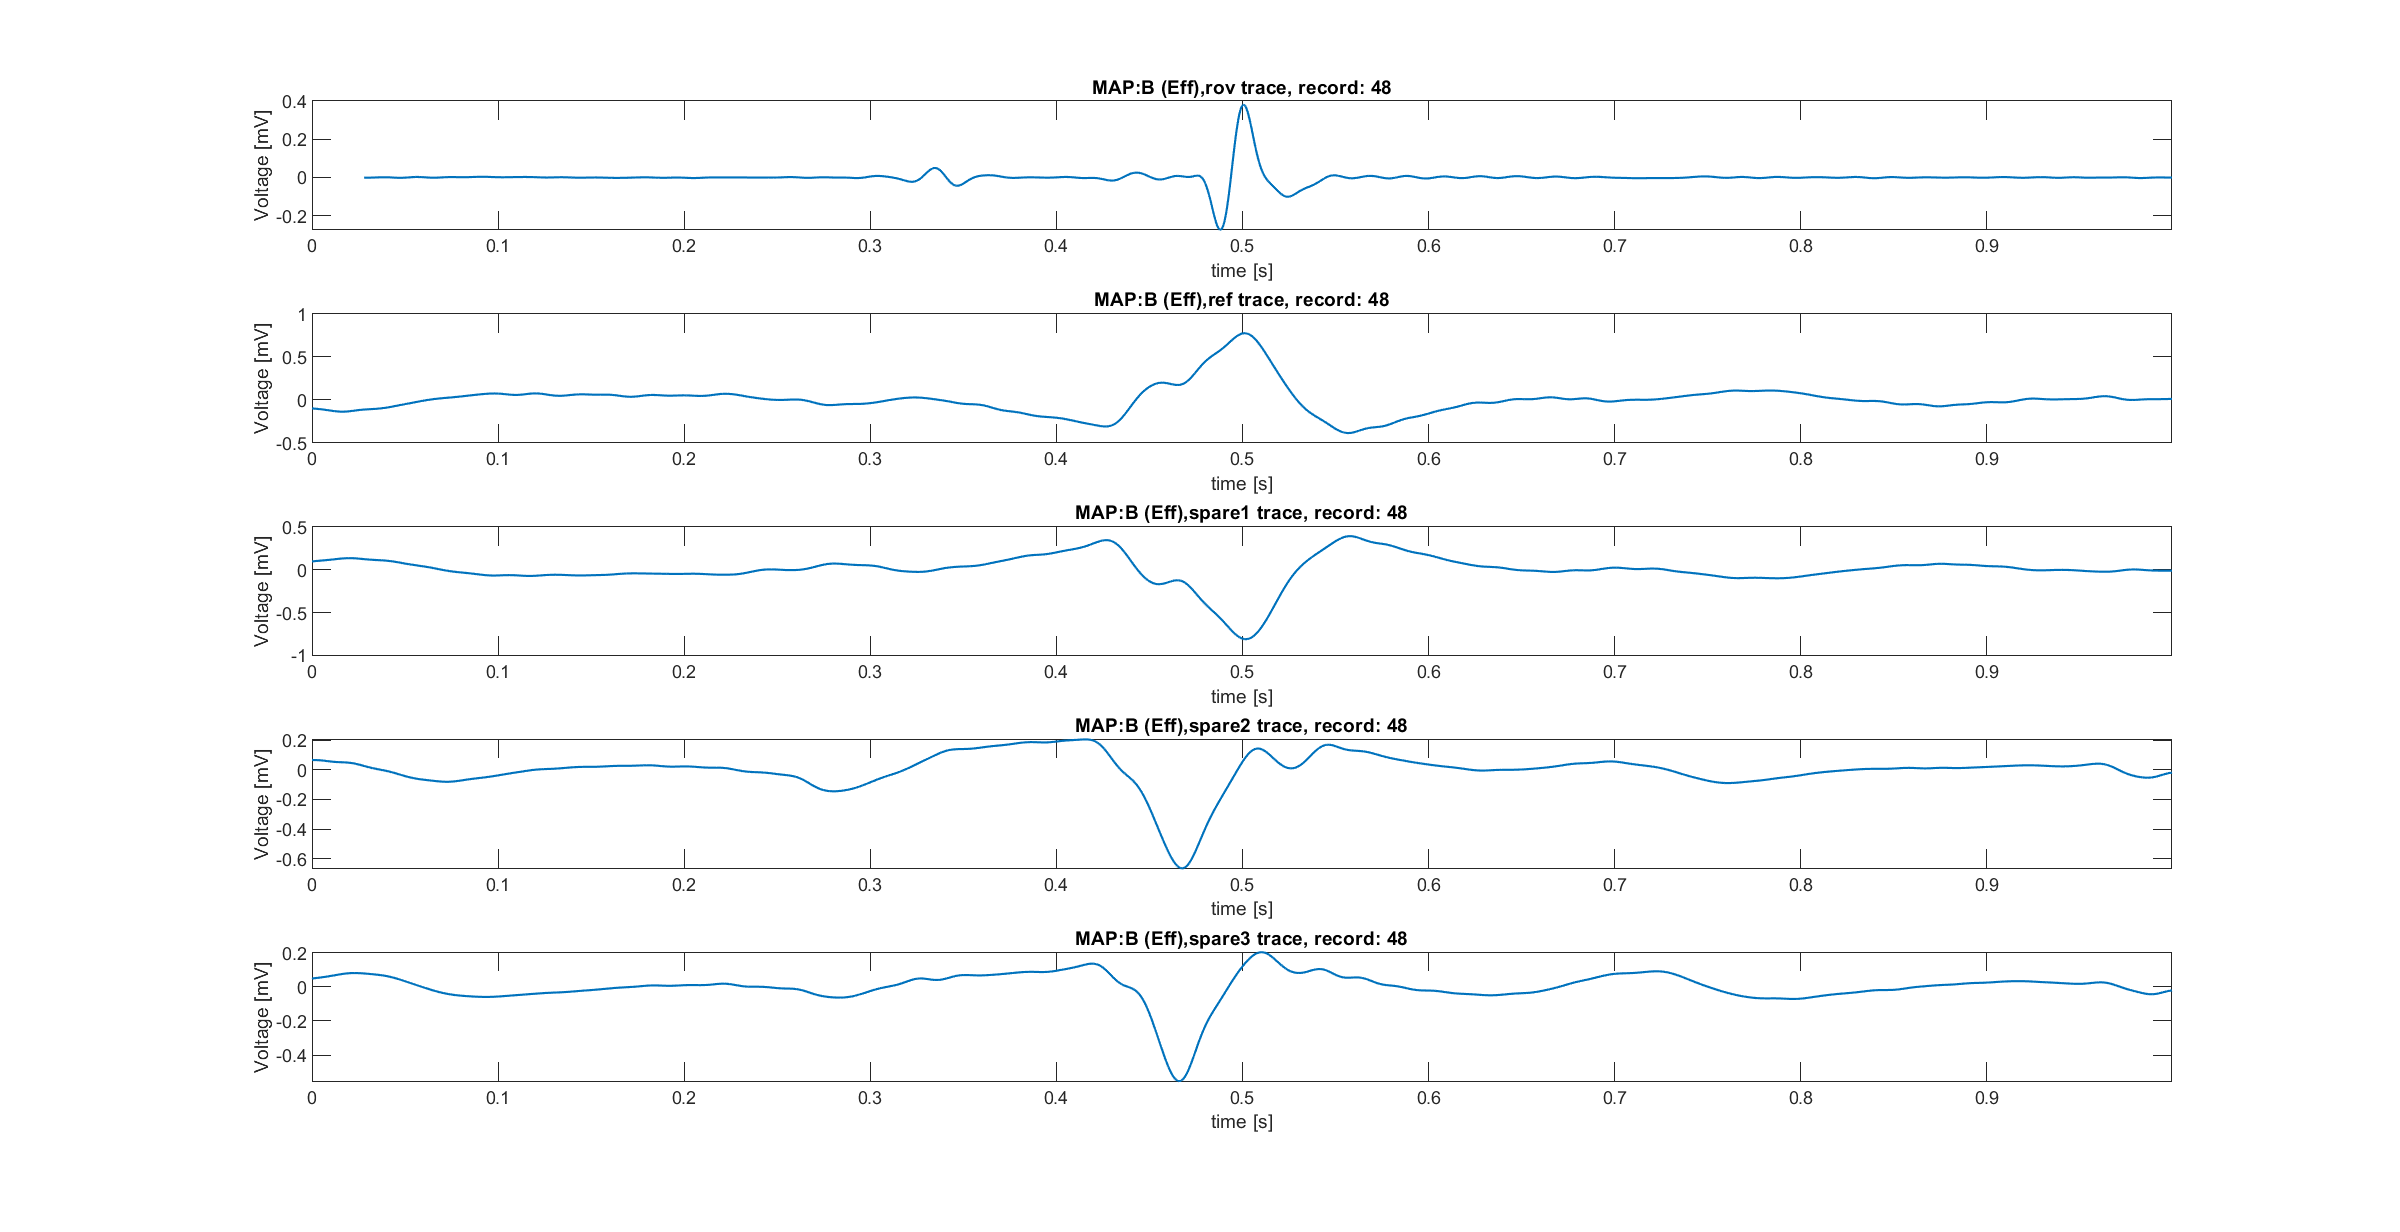 MAP:B (Eff),rov trace, record: 48
Voltage [mV]
0.4
0.2
0
-0.2
0 0.1 0.2 0.3 0.4 0.5 0.6 0.7 0.8 0.9
time [s]
MAP:B (Eff),ref trace, record: 48
Voltage [mV]
1
0.5
0
-0.5
0 0.1 0.2 0.3 0.4 0.5 0.6 0.7 0.8 0.9
time [s]
MAP:B (Eff),spare1 trace, record: 48
Voltage [mV]
0.5
0
-0.5
-1
0 0.1 0.2 0.3 0.4 0.5 0.6 0.7 0.8 0.9
time [s]
MAP:B (Eff),spare2 trace, record: 48
Voltage [mV]
0.2
0
-0.2
-0.4
-0.6
0 0.1 0.2 0.3 0.4 0.5 0.6 0.7 0.8 0.9
time [s]
MAP:B (Eff),spare3 trace, record: 48
Voltage [mV]
0.2
0
-0.2
-0.4
0 0.1 0.2 0.3 0.4 0.5 0.6 0.7 0.8 0.9
time [s]